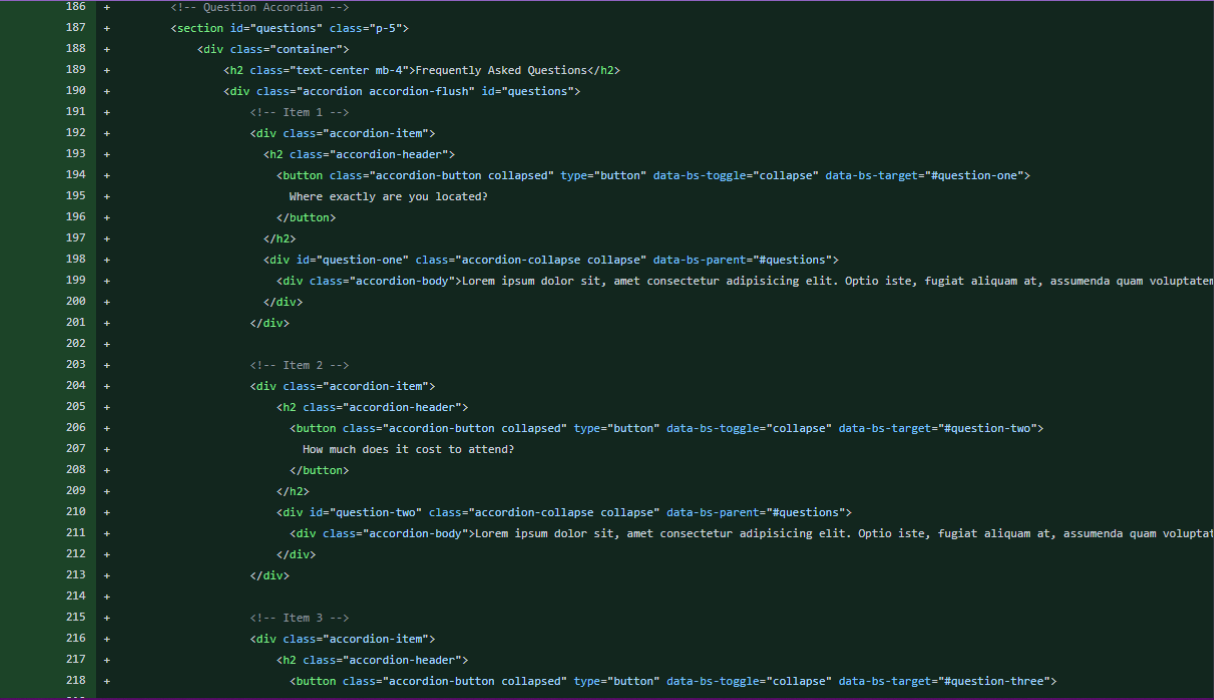 186 + <!-- Question Accordian -->
187 + <section id="questions" class="p-5">
188 + <div class="container">
189 + <h2 class="text-center mb-4">Frequently Asked Questions</h2>
190 + <div class="accordion accordion-flush" id="questions">
191 + <!-- Item 1 -->
192 + <div class="accordion-item">
193 + <h2 class="accordion-header">
194 + <button class="accordion-button collapsed" type="button" data-bs-toggle="collapse" data-bs-target="#question-one">
195 + Where exactly are you located?
196 + </button>
197 + </h2>
198 + <div id="question-one" class="accordion-collapse collapse" data-bs-parent="#questions">
199 + <div class="accordion-body">Lorem ipsum dolor sit, amet consectetur adipisicing elit. Optio iste, fugiat aliquam at, assumenda quam voluptatem
200 + </div>
201 + </div>
202 +
203 + <!-- Item 2 -->
204 + <div class="accordion-item">
205 + <h2 class="accordion-header">
206 + <button class="accordion-button collapsed" type="button" data-bs-toggle="collapse" data-bs-target="#question-two">
207 + How much does it cost to attend?
208 + </button>
209 + </h2>
210 + <div id="question-two" class="accordion-collapse collapse" data-bs-parent="#questions">
211 + <div class="accordion-body">Lorem ipsum dolor sit, amet consectetur adipisicing elit. Optio iste, fugiat aliquam at, assumenda quam voluptat
212 + </div>
213 + </div>
214 +
215 + <!-- Item 3 -->
216 + <div class="accordion-item">
217 + <h2 class="accordion-header">
218 + <button class="accordion-button collapsed" type="button" data-bs-toggle="collapse" data-bs-target="#question-three">